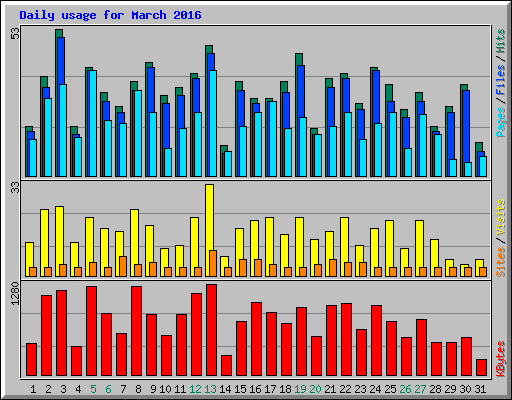 Daily usage for March 2016
53
Pages / Files / Hits
33
Sites / Visits
1280
KBytes
1 2 3 4 5 6 7 8 9 10 11 12 13 14 15 16 17 18 19 20 21 22 23 24 25 26 27 28 29 30 31